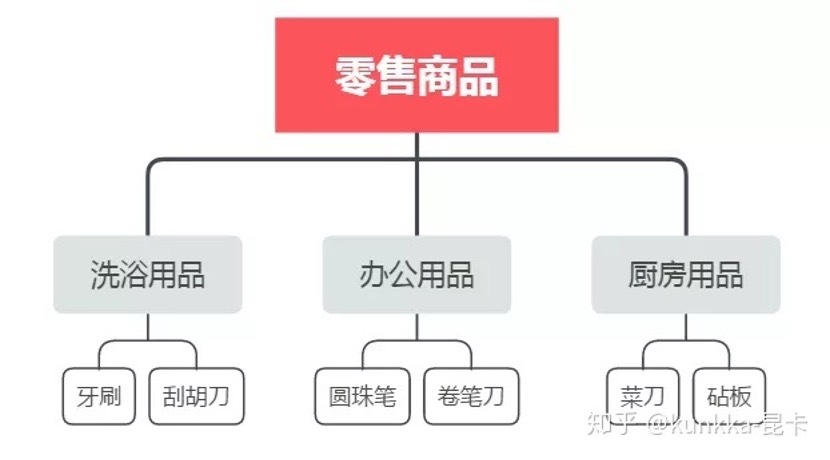 零售商品
洗浴用品 办公用品 厨房用品
牙刷 刮胡刀 圆珠笔 卷笔刀 菜刀 砧板
知乎 @kunkka-昆卡